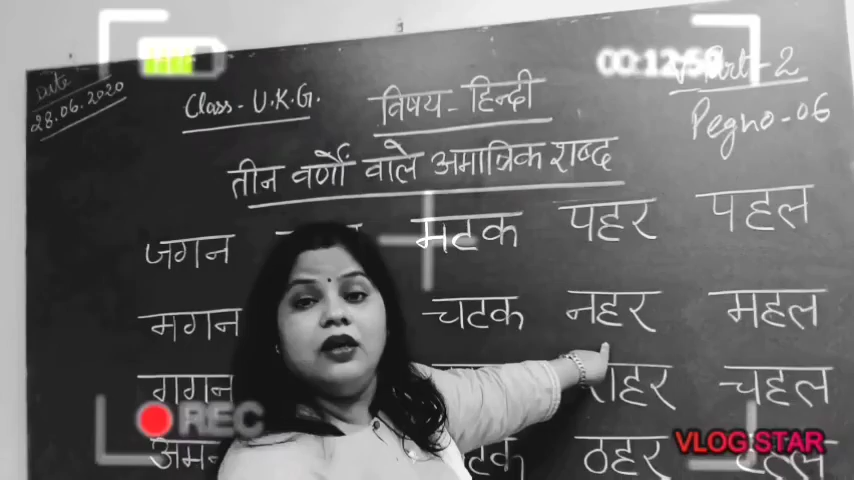 Date
28.06.2020
Class - U.K.G.
विषय - हिन्दी
Part - 2
Pegno - 06
तीन वर्णों वाले अमात्रिक शब्द
जगन मटक पहर पहल
मगन चटक नहर महल
गगन चहल
ठहर
REC
VLOG STAR